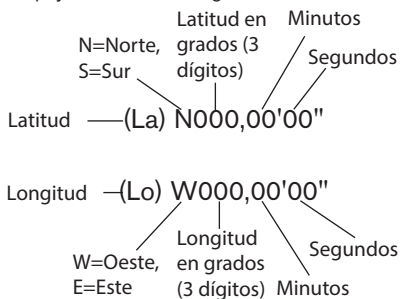 Latitud en
grados (3
dígitos)
Minutos
N=Norte,
S=Sur
Segundos
Latitud
(La) N000,00'00"
Longitud
(Lo) W000,00'00"
W=Oeste,
E=Este
Longitud
en grados
(3 dígitos)
Minutos
Segundos